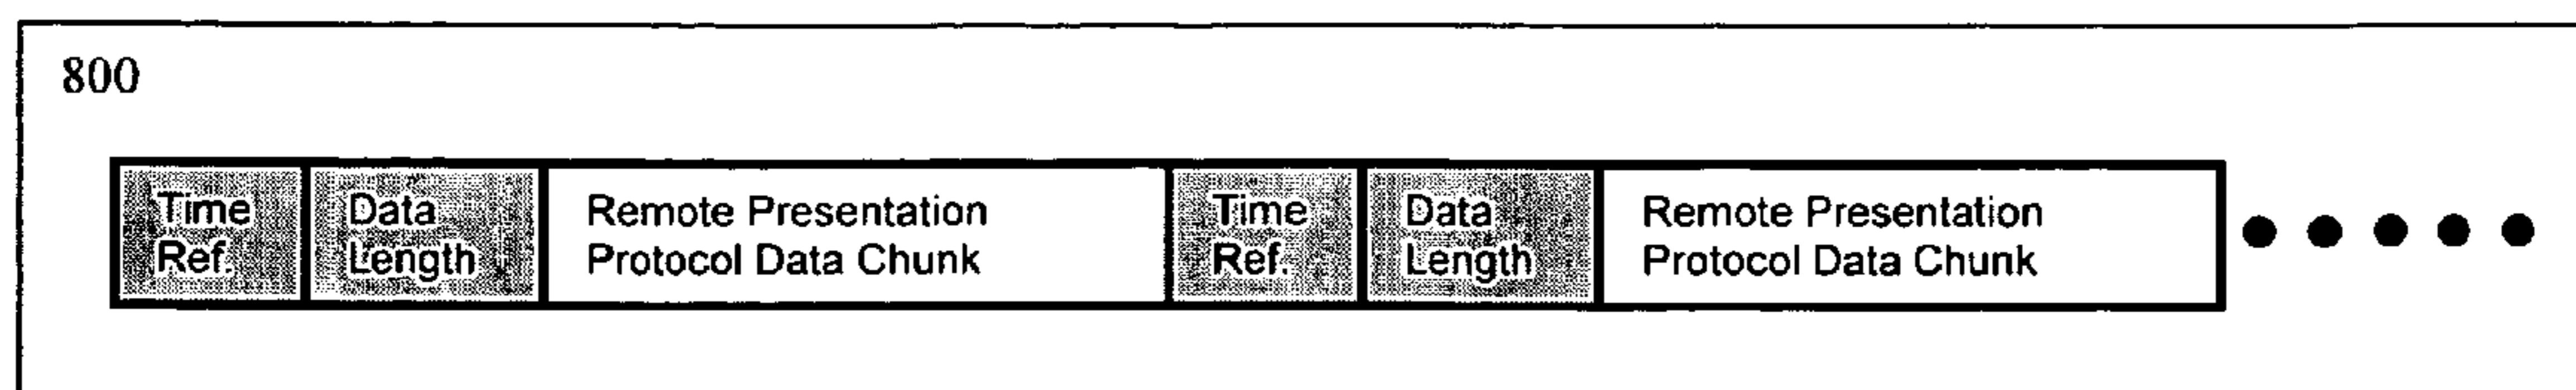 800
Time
Ref.
Data
Length
Remote Presentation
Protocol Data Chunk
Time
Ref.
Data
Length
Remote Presentation
Protocol Data Chunk